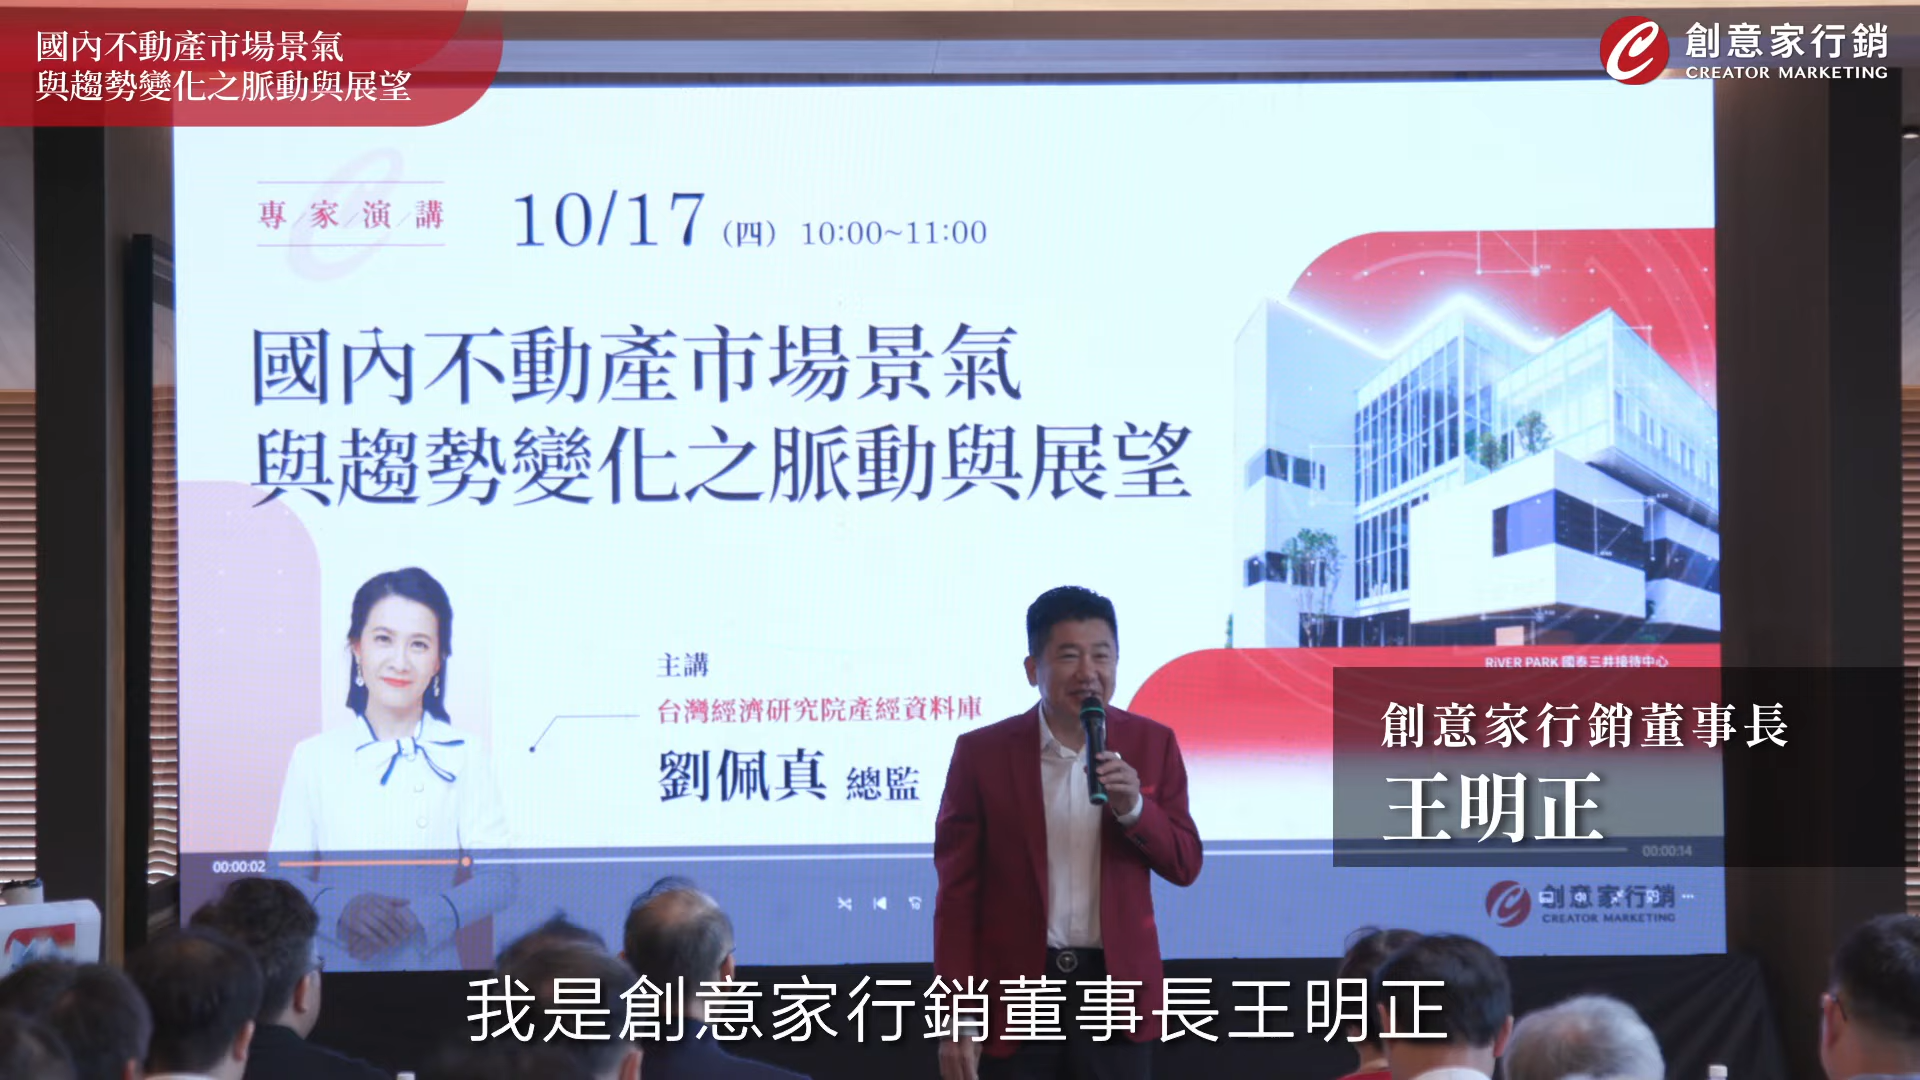 國內不動產市場景氣
與趨勢變化之脈動與展望
創意家行銷
CREATOR MARKETING
專/家/演/講
10/17 (四) 10:00~11:00
國內不動產市場景氣
與趨勢變化之脈動與展望
RiVER PARK 國泰三井接待中心
主講
台灣經濟研究院產經資料庫
劉佩真 總監
創意家行銷董事長
王明正
00:00:02
00:00:14
創意家行銷
CREATOR MARKETING
我是創意家行銷董事長王明正